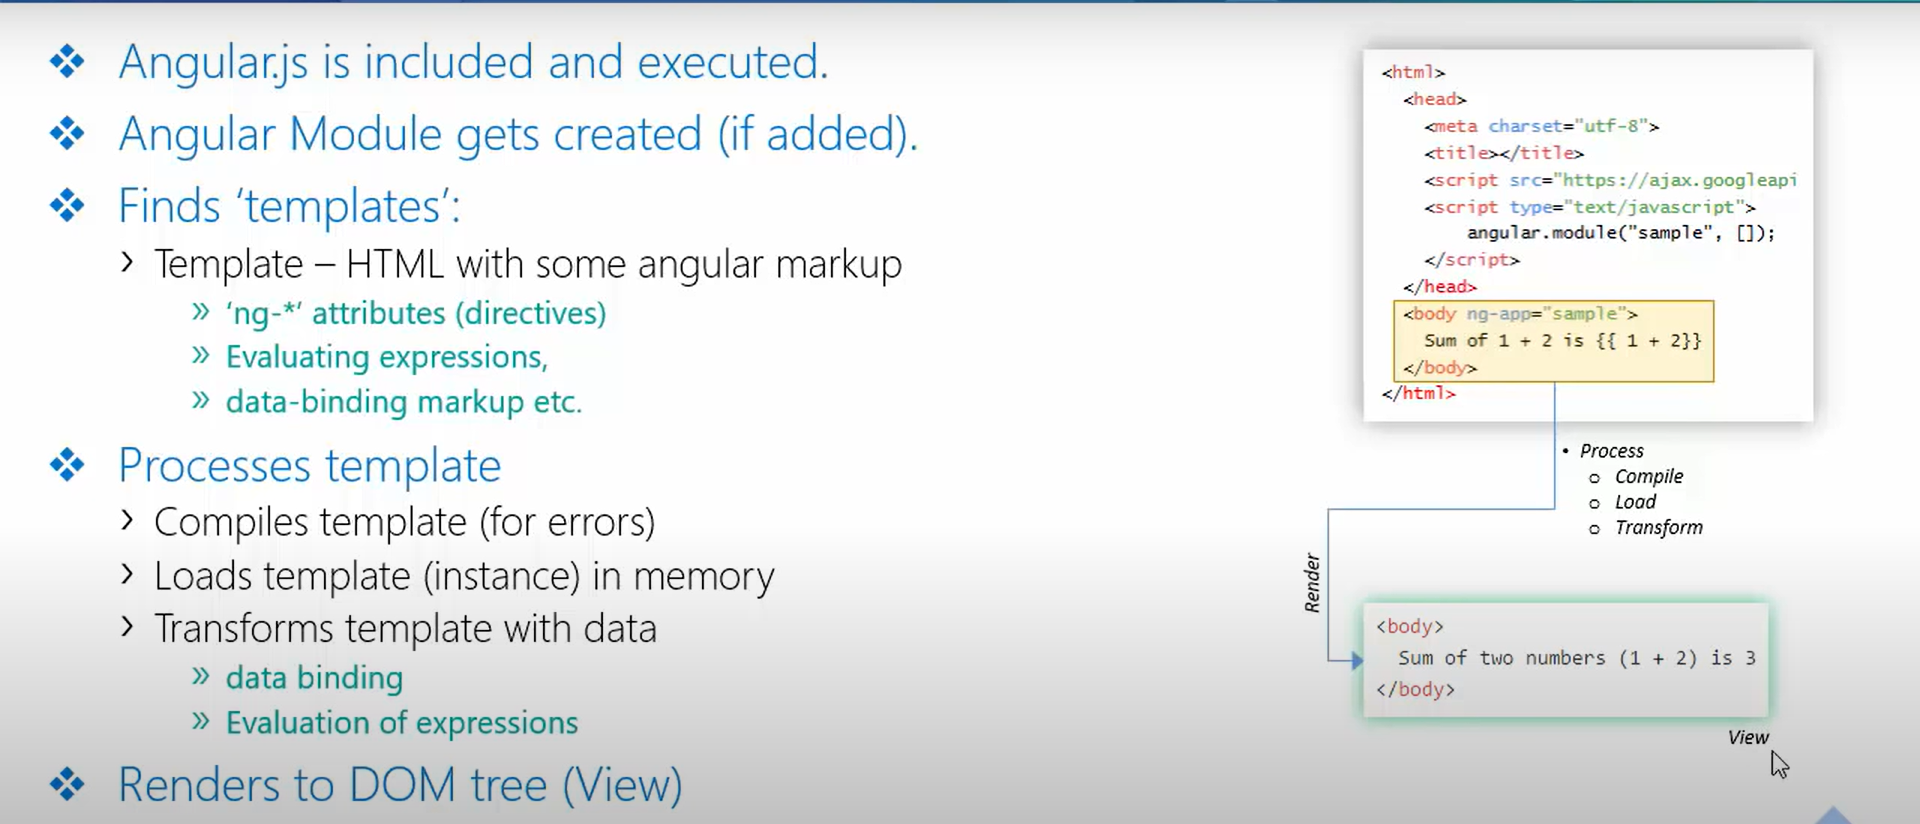 Angular.js is included and executed.
Angular Module gets created (if added).
Finds ‘templates’:
Template – HTML with some angular markup
‘ng-*’ attributes (directives)
Evaluating expressions,
data-binding markup etc.
Processes template
Compiles template (for errors)
Loads template (instance) in memory
Transforms template with data
data binding
Evaluation of expressions
Renders to DOM tree (View)
<html>
<head>
<meta charset="utf-8">
<title></title>
<script src="https://ajax.googleapi
<script type="text/javascript">
angular.module("sample", []);
</script>
</head>
<body ng-app="sample">
Sum of 1 + 2 is {{ 1 + 2}}
</body>
</html>
Process
Compile
Load
Transform
Render
<body>
Sum of two numbers (1 + 2) is 3
</body>
View